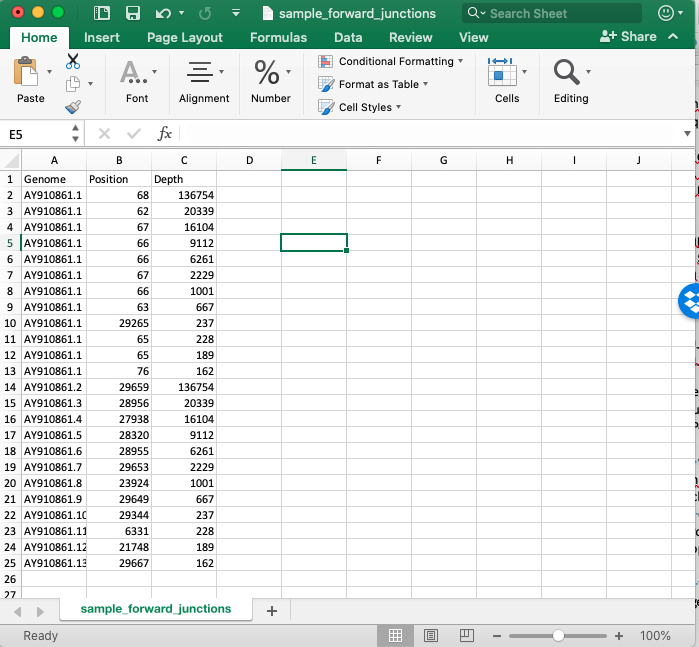 sample_forward_junctions
Search Sheet
Home Insert Page Layout Formulas Data Review View Share
Paste
A..
Font
Alignment
%
Number
Conditional Formatting
Format as Table
Cell Styles
Cells
Editing
E5 fx
A B C D E F G H I J
1 Genome Position Depth
2 AY910861.1 68 136754
3 AY910861.1 62 20339
4 AY910861.1 67 16104
5 AY910861.1 66 9112
6 AY910861.1 66 6261
7 AY910861.1 67 2229
8 AY910861.1 66 1001
9 AY910861.1 63 667
10 AY910861.1 29265 237
11 AY910861.1 65 228
12 AY910861.1 65 189
13 AY910861.1 76 162
14 AY910861.2 29659 136754
15 AY910861.3 28956 20339
16 AY910861.4 27938 16104
17 AY910861.5 28320 9112
18 AY910861.6 28955 6261
19 AY910861.7 29653 2229
20 AY910861.8 23924 1001
21 AY910861.9 29649 667
22 AY910861.10 29344 237
23 AY910861.11 6331 228
24 AY910861.12 21748 189
25 AY910861.13 29667 162
26
27
sample_forward_junctions +
Ready − + 100%